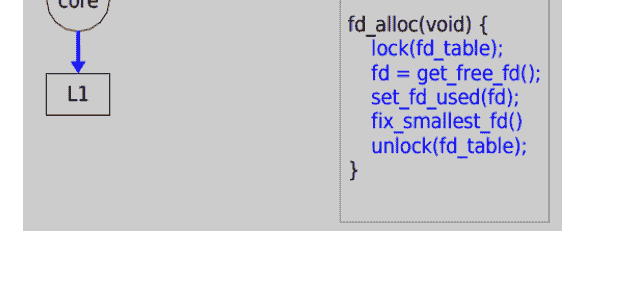 core
L1
fd_alloc(void) {
lock(fd_table);
fd = get_free_fd();
set_fd_used(fd);
fix_smallest_fd()
unlock(fd_table);
}